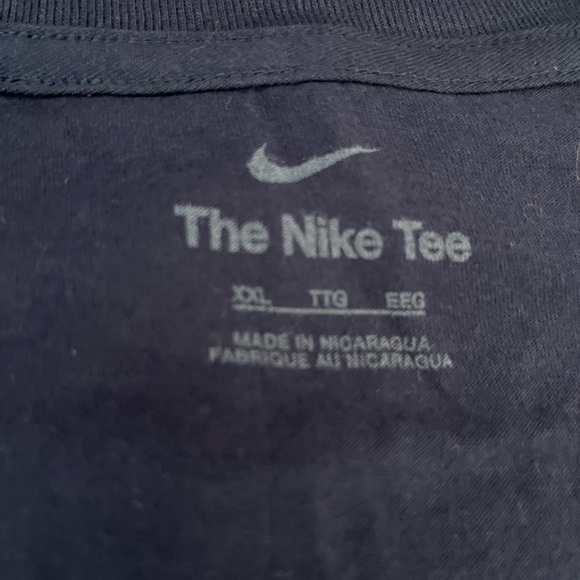 The Nike Tee
XXL TTG EEG
MADE IN NICARAGUA
FABRIQUE AU NICARAGUA